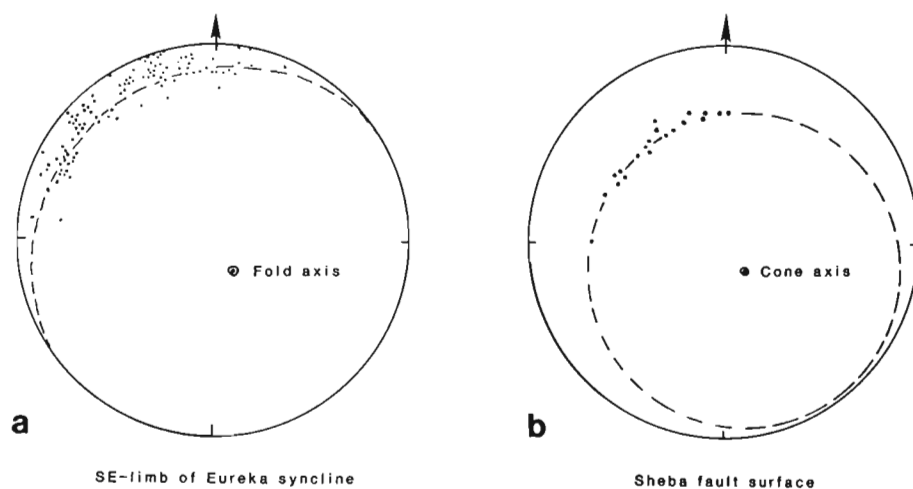 Fold axis
Cone axis
a
b
SE-limb of Eureka syncline
Sheba fault surface